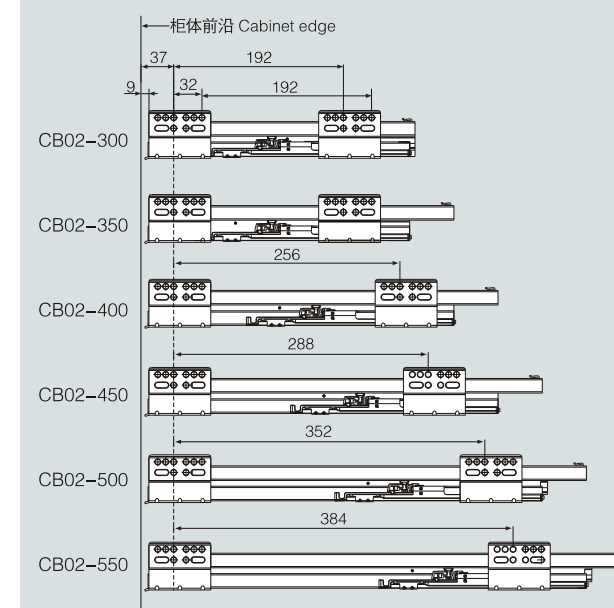 柜体前沿 Cabinet edge
37 192
9 32 192
CB02-300
CB02-350
256
CB02-400
288
CB02-450
352
CB02-500
384
CB02-550